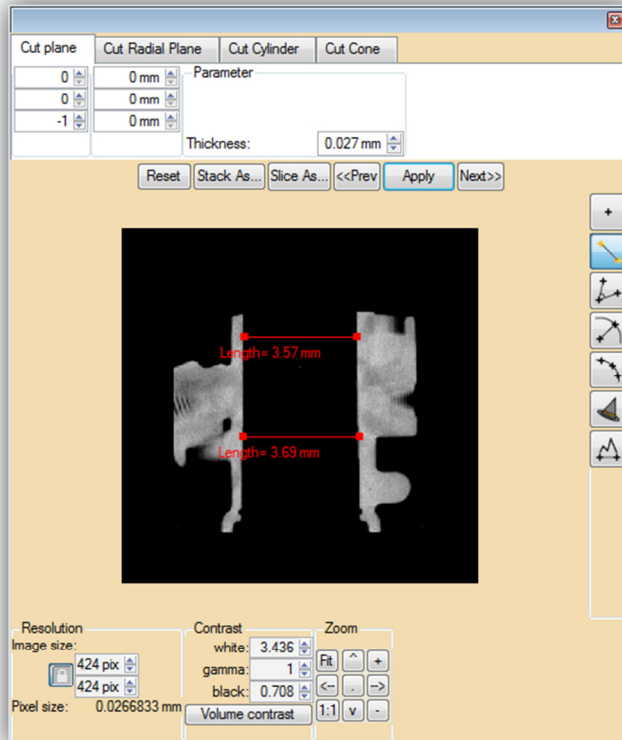 Cut plane Cut Radial Plane Cut Cylinder Cut Cone
0 0 mm Parameter
0 0 mm
-1 0 mm
Thickness: 0.027 mm
Reset Stack As... Slice As... <<Prev Apply Next>>
Length= 3.57 mm
Length= 3.69 mm
Resolution Contrast Zoom
Image size: white: 3.436 Fit ^ +
424 pix gamma: 1 <-- . -->
424 pix black: 0.708 1:1 v -
Pixel size: 0.0266833 mm Volume contrast